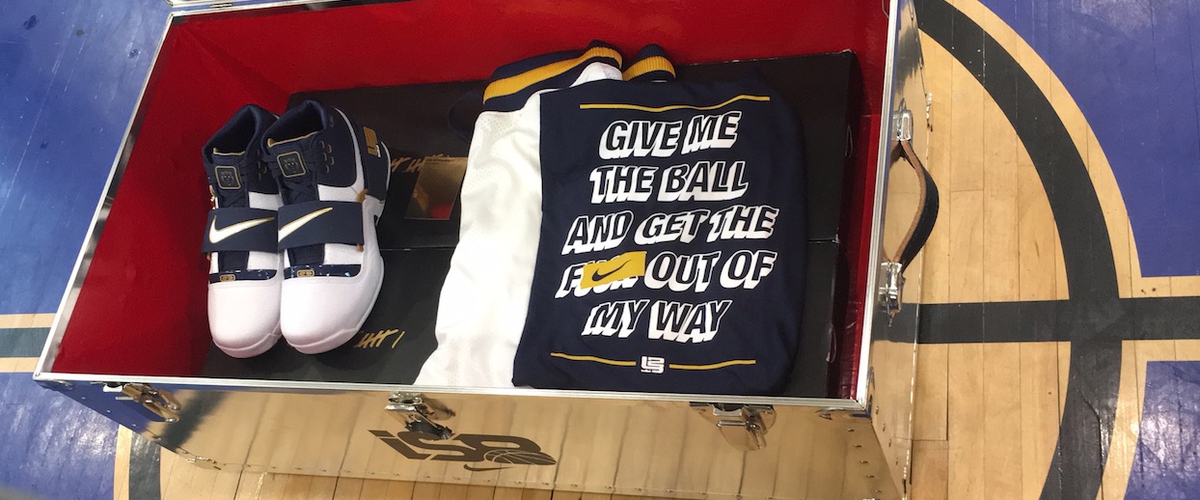 GIVE ME
THE BALL
AND GET THE
OUT OF
MY WAY